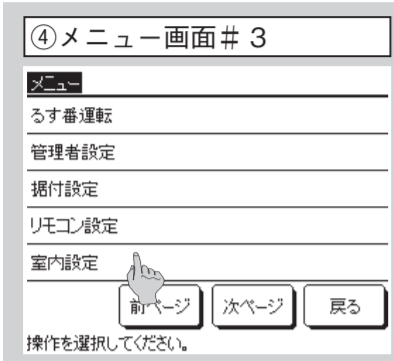 ④メニュー画面＃３
メニュー
るす番運転
管理者設定
据付設定
リモコン設定
室内設定
前ページ 次ページ 戻る
操作を選択してください。